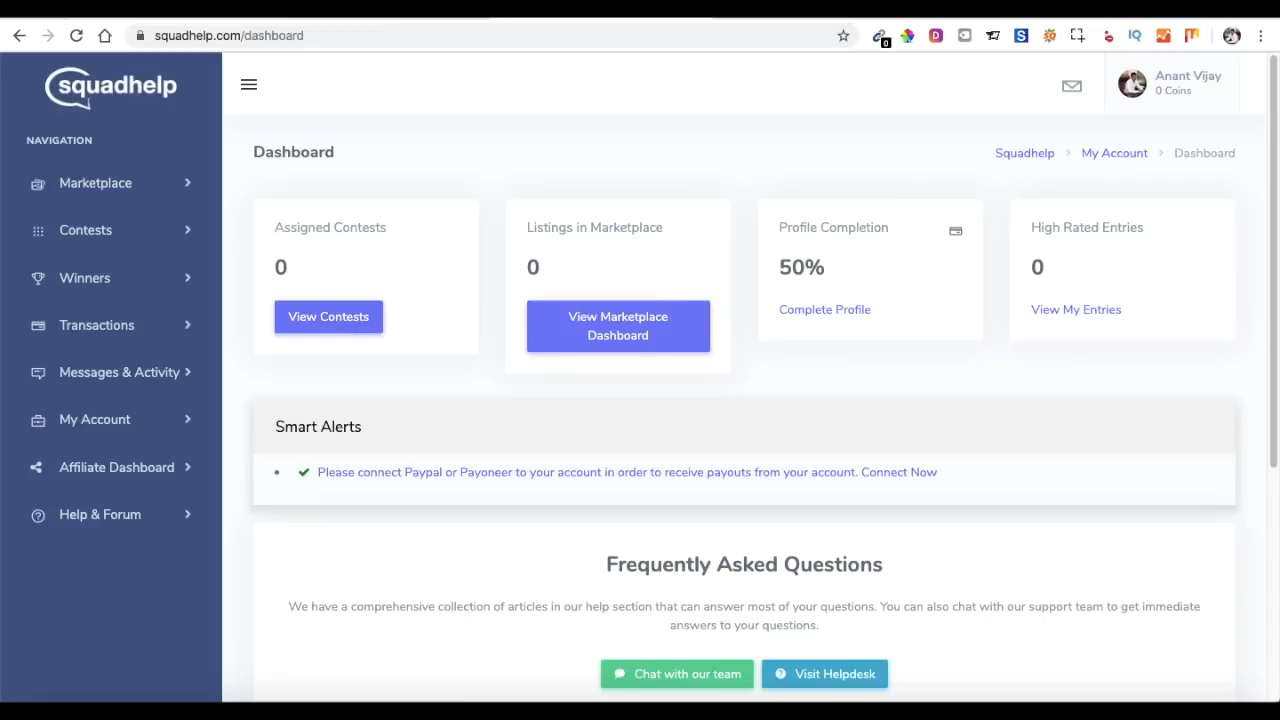 squadhelp.com/dashboard
0
squadhelp
Anant Vijay
0 Coins
NAVIGATION
Marketplace
Contests
Winners
Transactions
Messages & Activity
My Account
Affiliate Dashboard
Help & Forum
Dashboard
Squadhelp > My Account > Dashboard
Assigned Contests
0
View Contests
Listings in Marketplace
0
View Marketplace
Dashboard
Profile Completion
50%
Complete Profile
High Rated Entries
0
View My Entries
Smart Alerts
Please connect Paypal or Payoneer to your account in order to receive payouts from your account. Connect Now
Frequently Asked Questions
We have a comprehensive collection of articles in our help section that can answer most of your questions. You can also chat with our support team to get immediate
answers to your questions.
Chat with our team
Visit Helpdesk